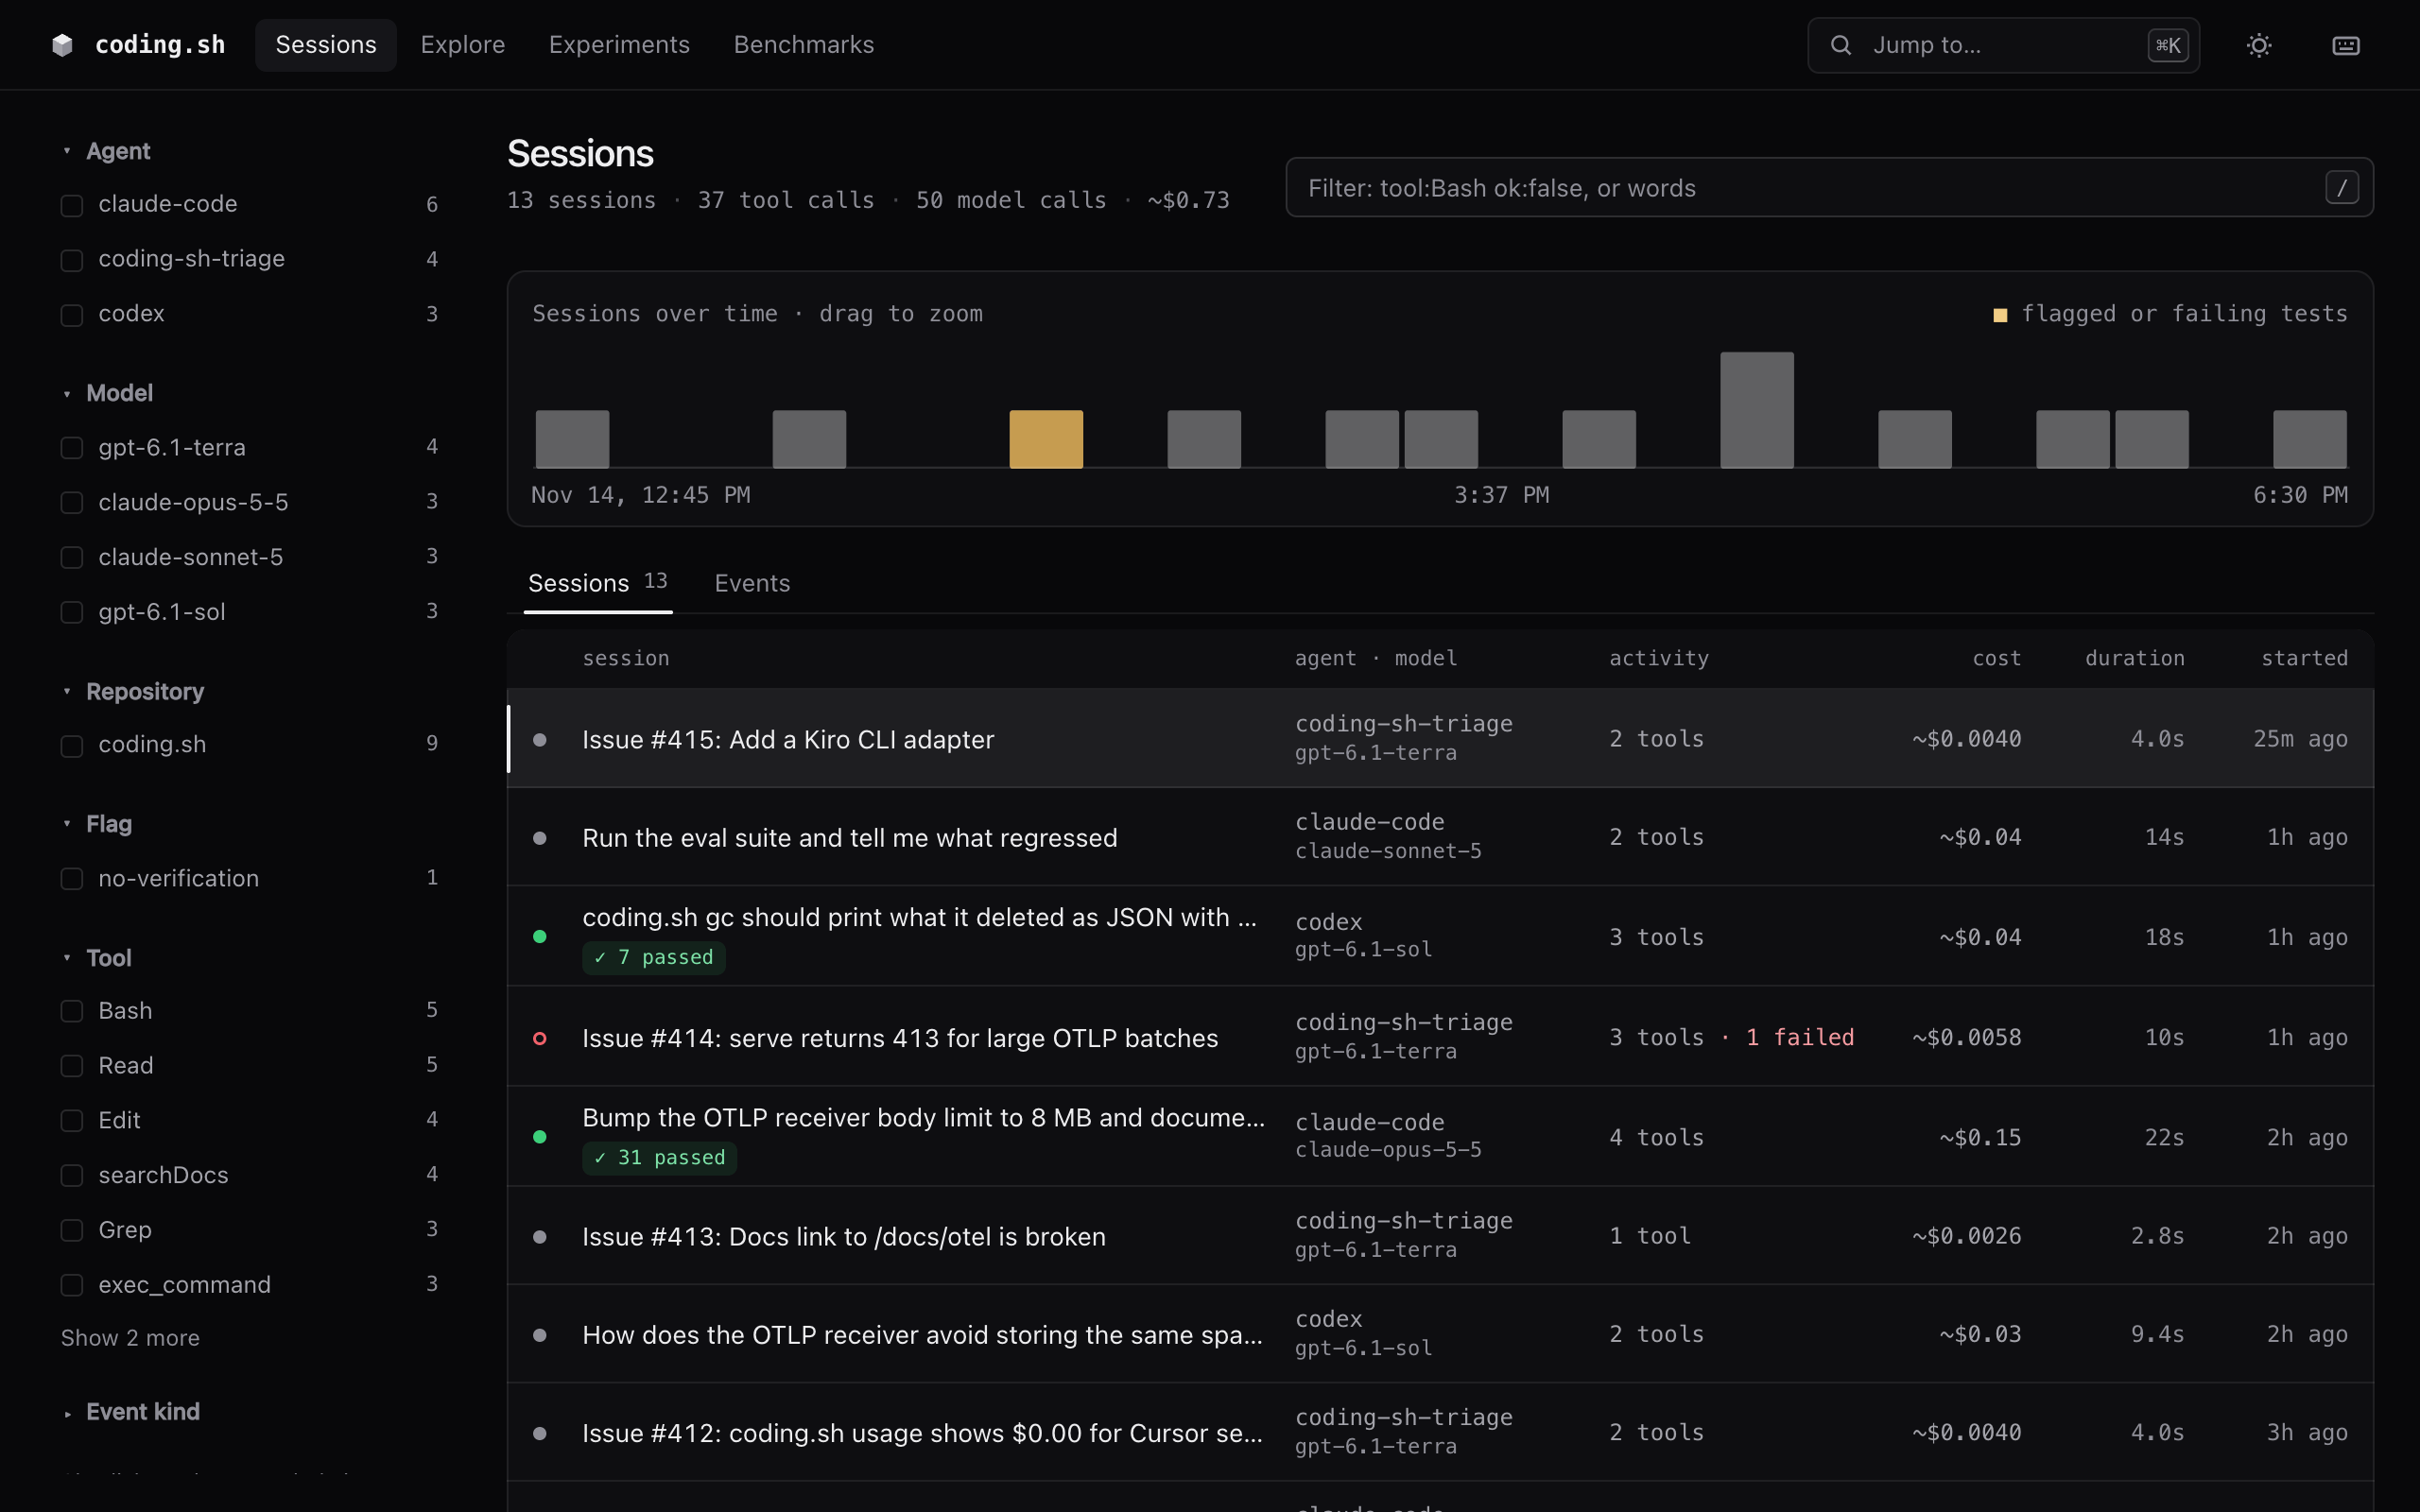 coding.sh Sessions Explore Experiments Benchmarks Jump to... ⌘K
Agent
claude-code 6
coding-sh-triage 4
codex 3
Model
gpt-6.1-terra 4
claude-opus-5-5 3
claude-sonnet-5 3
gpt-6.1-sol 3
Repository
coding.sh 9
Flag
no-verification 1
Tool
Bash 5
Read 5
Edit 4
searchDocs 4
Grep 3
exec_command 3
Show 2 more
Event kind
Sessions
13 sessions · 37 tool calls · 50 model calls · ~$0.73
Filter: tool:Bash ok:false, or words /
Sessions over time · drag to zoom
flagged or failing tests
Nov 14, 12:45 PM 3:37 PM 6:30 PM
Sessions 13 Events
session agent · model activity cost duration started
Issue #415: Add a Kiro CLI adapter coding-sh-triage 2 tools ~$0.0040 4.0s 25m ago
gpt-6.1-terra
Run the eval suite and tell me what regressed claude-code 2 tools ~$0.04 14s 1h ago
claude-sonnet-5
coding.sh gc should print what it deleted as JSON with ... codex 3 tools ~$0.04 18s 1h ago
✓ 7 passed gpt-6.1-sol
Issue #414: serve returns 413 for large OTLP batches coding-sh-triage 3 tools · 1 failed ~$0.0058 10s 1h ago
gpt-6.1-terra
Bump the OTLP receiver body limit to 8 MB and docume... claude-code 4 tools ~$0.15 22s 2h ago
✓ 31 passed claude-opus-5-5
Issue #413: Docs link to /docs/otel is broken coding-sh-triage 1 tool ~$0.0026 2.8s 2h ago
gpt-6.1-terra
How does the OTLP receiver avoid storing the same spa... codex 2 tools ~$0.03 9.4s 2h ago
gpt-6.1-sol
Issue #412: coding.sh usage shows $0.00 for Cursor se... coding-sh-triage 2 tools ~$0.0040 4.0s 3h ago
gpt-6.1-terra